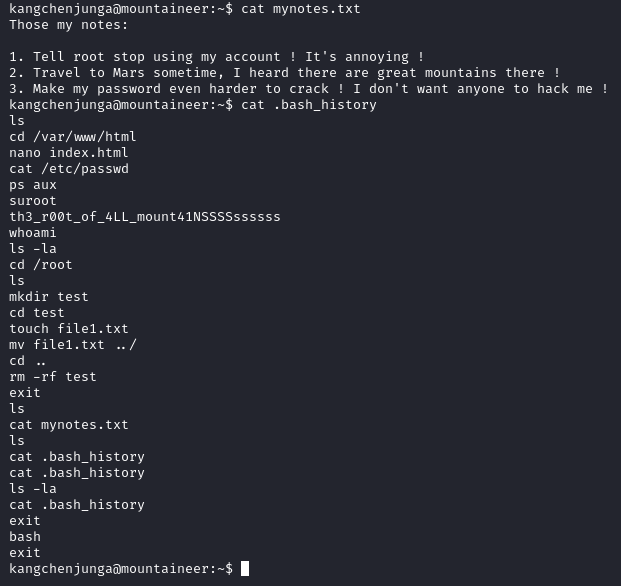 kangchenjunga@mountaineer:~$ cat mynotes.txt
Those my notes:
1. Tell root stop using my account ! It's annoying !
2. Travel to Mars sometime, I heard there are great mountains there !
3. Make my password even harder to crack ! I don't want anyone to hack me !
kangchenjunga@mountaineer:~$ cat .bash_history
ls
cd /var/www/html
nano index.html
cat /etc/passwd
ps aux
suroot
th3_r00t_of_4LL_mount41NSSSSssssss
whoami
ls -la
cd /root
ls
mkdir test
cd test
touch file1.txt
mv file1.txt ../
cd ..
rm -rf test
exit
ls
cat mynotes.txt
ls
cat .bash_history
cat .bash_history
ls -la
cat .bash_history
exit
bash
exit
kangchenjunga@mountaineer:~$